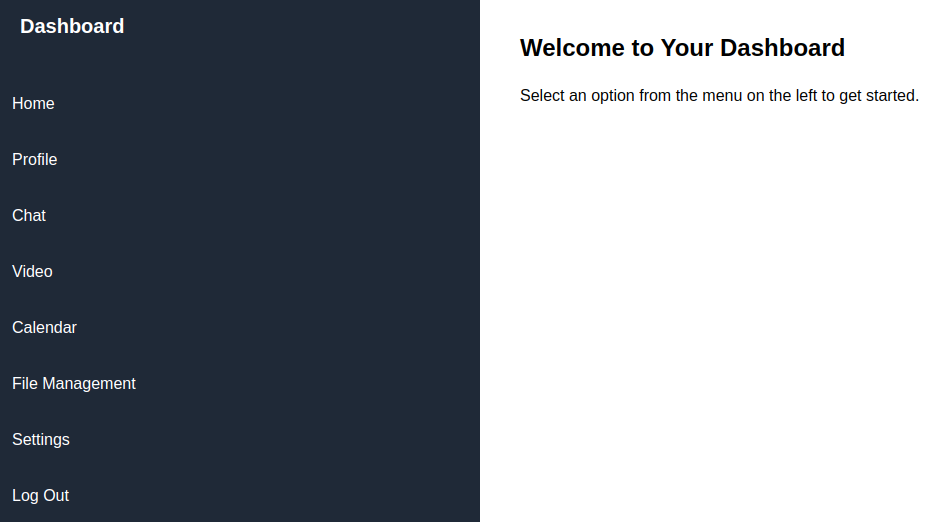 Dashboard
Home
Profile
Chat
Video
Calendar
File Management
Settings
Log Out
Welcome to Your Dashboard
Select an option from the menu on the left to get started.